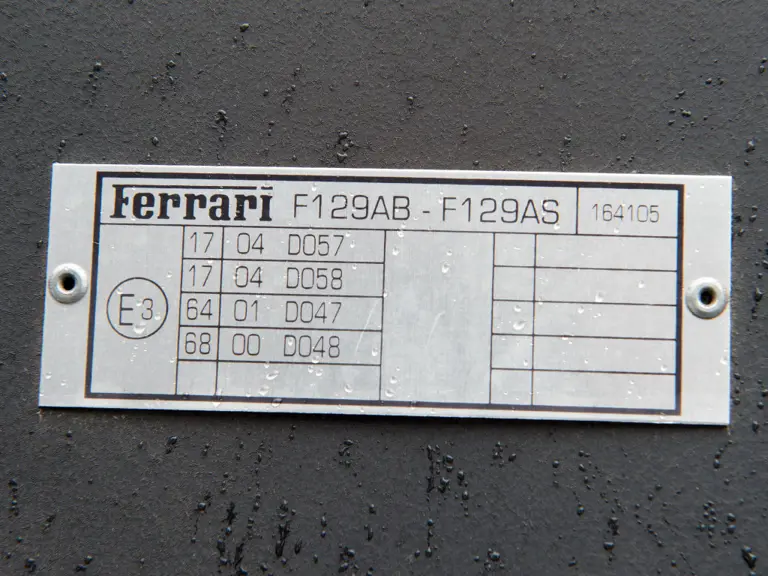 Ferrari F129AB - F129AS 164105
17 04 D057
17 04 D058
E3 64 01 D047
68 00 D048